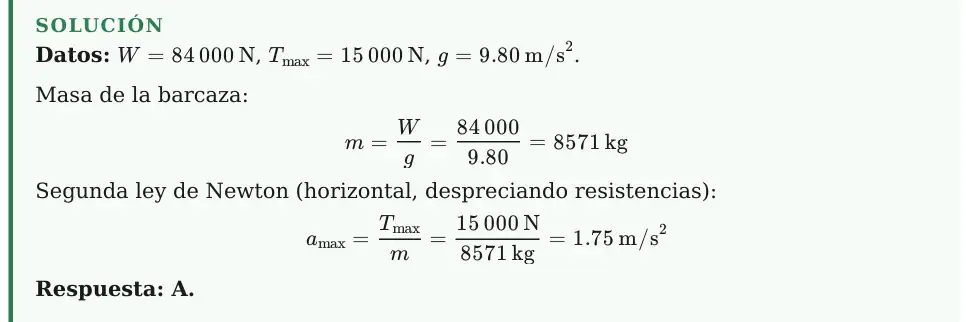 SOLUCIÓN
Datos: W = 84 000 N, T_max = 15 000 N, g = 9.80 m/s².
Masa de la barcaza:
m = W/g = 84 000/9.80 = 8571 kg
Segunda ley de Newton (horizontal, despreciando resistencias):
a_max = T_max/m = 15 000 N/8571 kg = 1.75 m/s²
Respuesta: A.